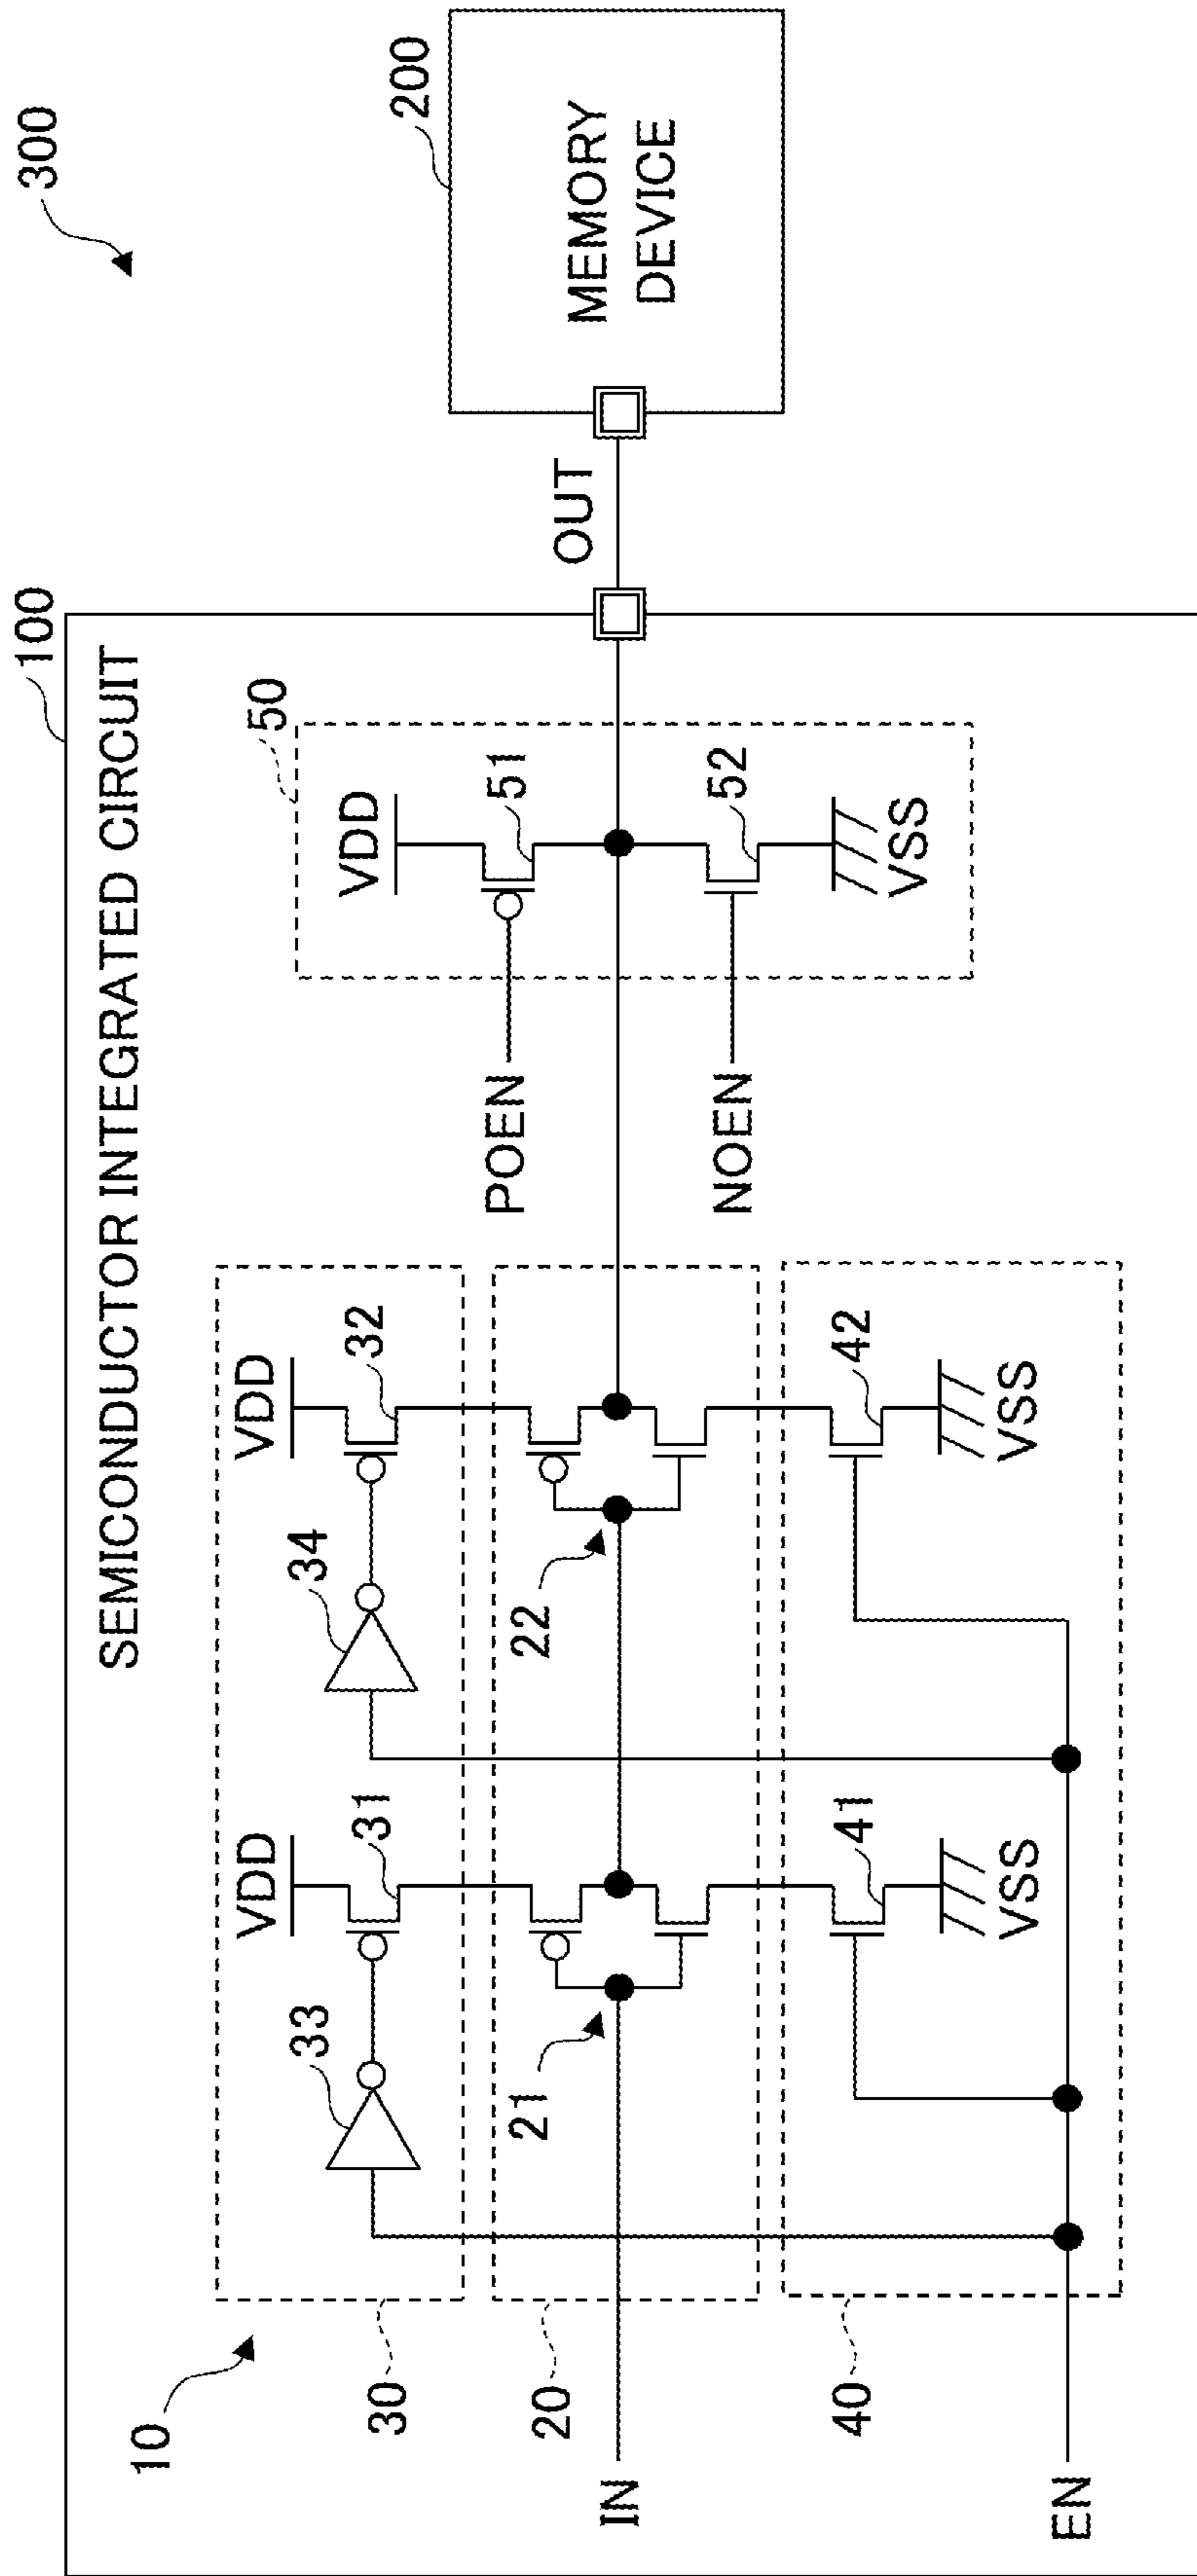 300
100
SEMICONDUCTOR INTEGRATED CIRCUIT
10
30
33
VDD
31
34
VDD
32
50
VDD
51
POEN
52
NOEN
VSS
OUT
200
MEMORY
DEVICE
20
21
22
IN
40
41
VSS
42
VSS
EN